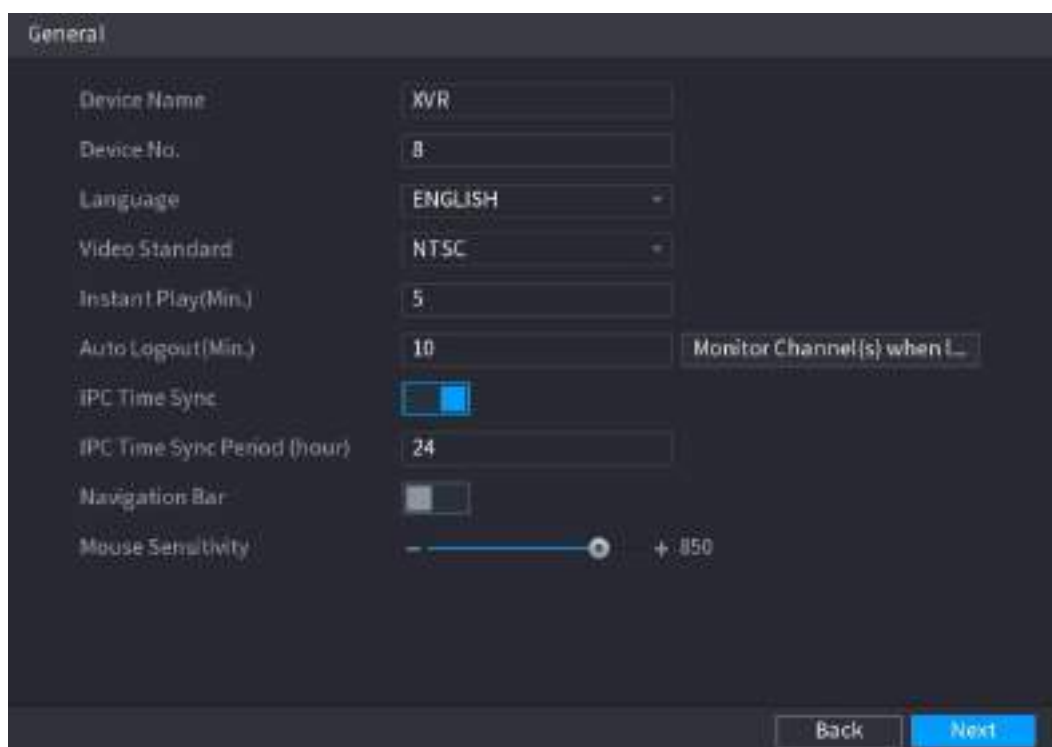 General
Device Name XVR
Device No. 8
Language ENGLISH
Video Standard NTSC
Instant Play(Min.) 5
Auto Logout(Min.) 10 Monitor Channel(s) when l...
IPC Time Sync
IPC Time Sync Period (hour) 24
Navigation Bar
Mouse Sensitivity - + 850
Back Next